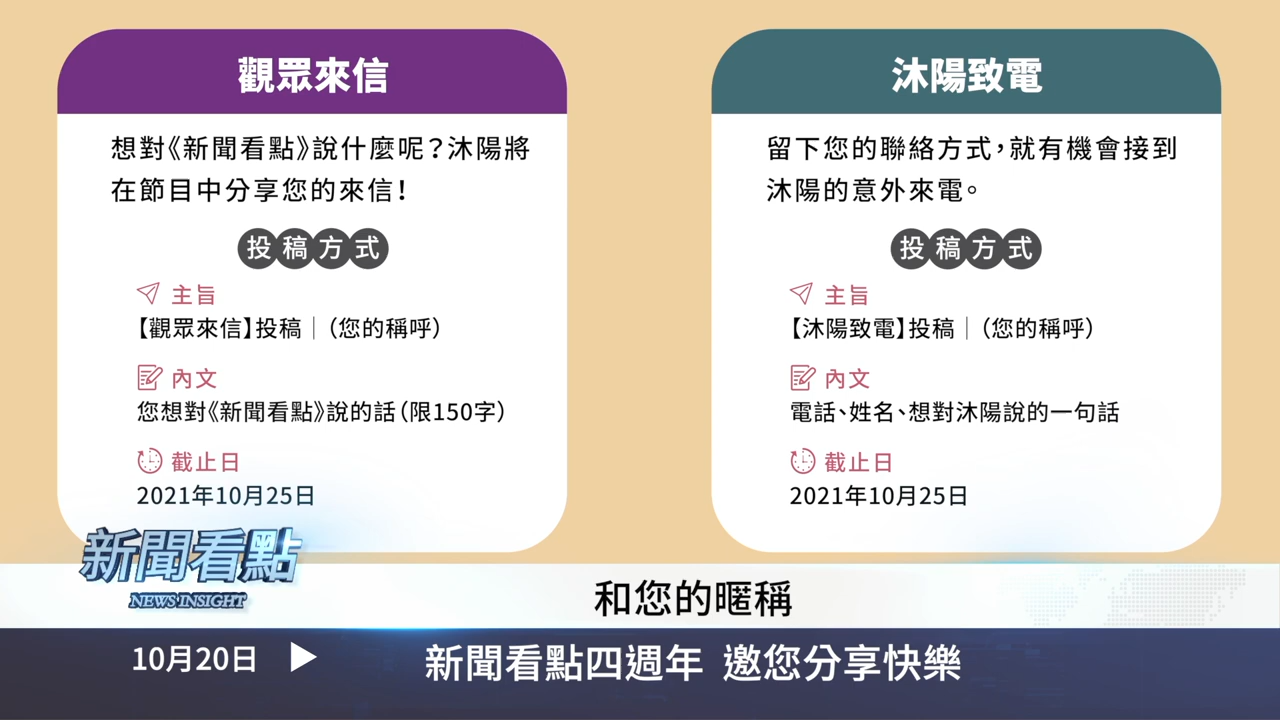 觀眾來信
想對《新聞看點》說什麼呢？沐陽將
在節目中分享您的來信！
投稿方式
主旨
【觀眾來信】投稿｜（您的稱呼）
內文
您想對《新聞看點》說的話（限150字）
截止日
2021年10月25日
沐陽致電
留下您的聯絡方式，就有機會接到
沐陽的意外來電。
投稿方式
主旨
【沐陽致電】投稿｜（您的稱呼）
內文
電話、姓名、想對沐陽說的一句話
截止日
2021年10月25日
新聞看點
NEWS INSIGHT
和您的暱稱
10月20日
新聞看點四週年 邀您分享快樂